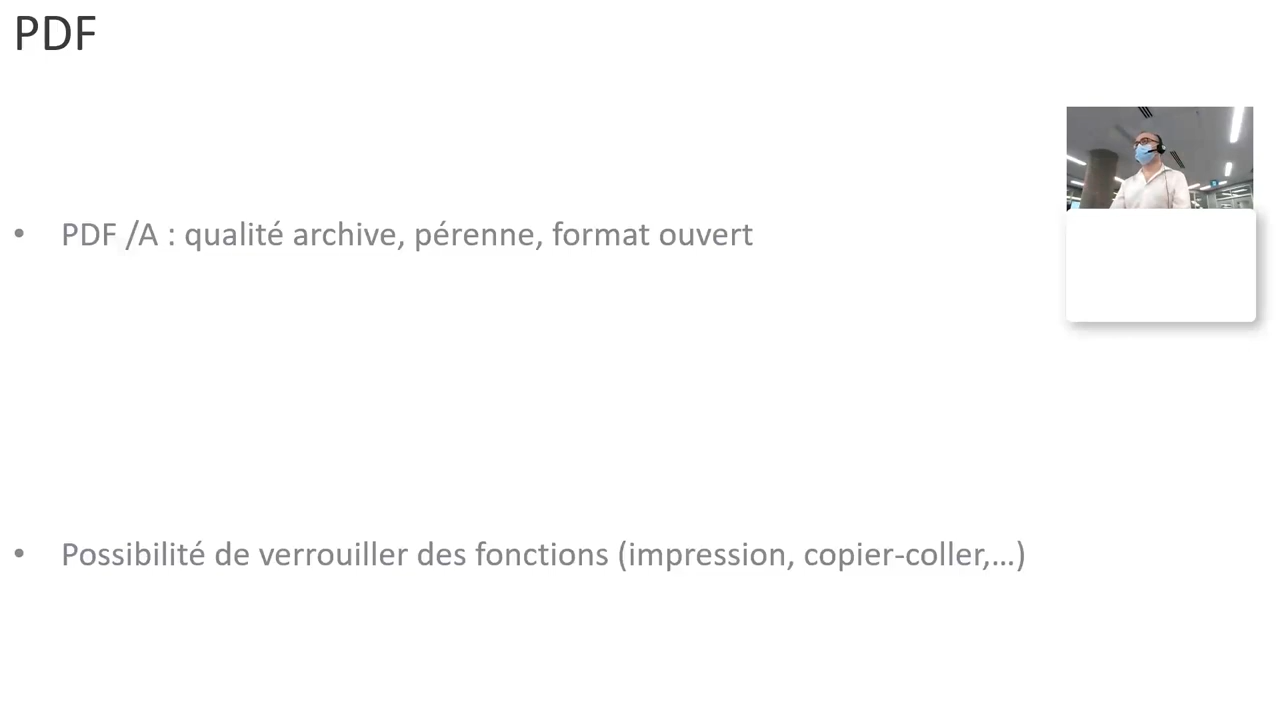 PDF
• PDF /A : qualité archive, pérenne, format ouvert
• Possibilité de verrouiller des fonctions (impression, copier-coller,…)